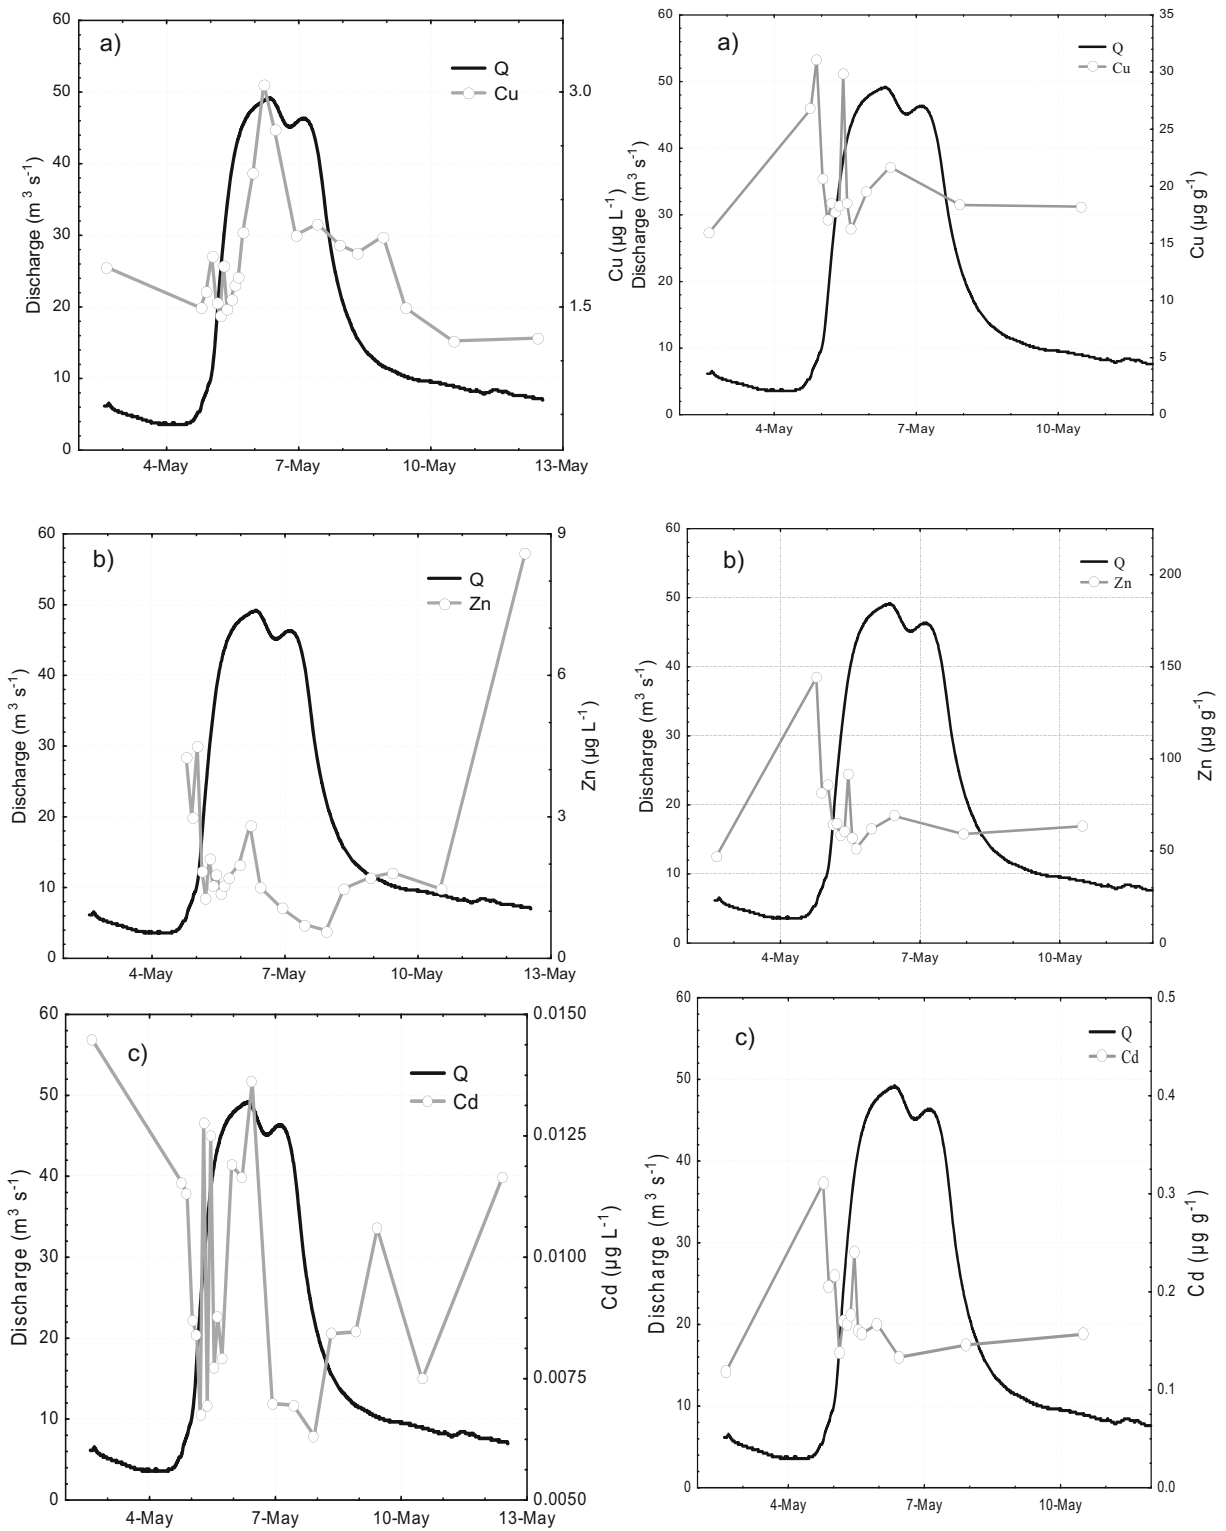 a)
Q
Cu
Discharge (m³ s⁻¹)
60
50
40
30
20
10
0
3.0
1.5
Cu (µg L⁻¹)
4-May
7-May
10-May
13-May
a)
Q
Cu
Discharge (m³ s⁻¹)
60
50
40
30
20
10
0
35
30
25
20
15
10
5
0
Cu (µg g⁻¹)
4-May
7-May
10-May
b)
Q
Zn
Discharge (m³ s⁻¹)
60
50
40
30
20
10
0
9
6
3
0
Zn (µg L⁻¹)
4-May
7-May
10-May
13-May
b)
Q
Zn
Discharge (m³ s⁻¹)
60
50
40
30
20
10
0
200
150
100
50
0
Zn (µg g⁻¹)
4-May
7-May
10-May
c)
Q
Cd
Discharge (m³ s⁻¹)
60
50
40
30
20
10
0
0.0150
0.0125
0.0100
0.0075
0.0050
Cd (µg L⁻¹)
4-May
7-May
10-May
13-May
c)
Q
Cd
Discharge (m³ s⁻¹)
60
50
40
30
20
10
0
0.5
0.4
0.3
0.2
0.1
0.0
Cd (µg g⁻¹)
4-May
7-May
10-May